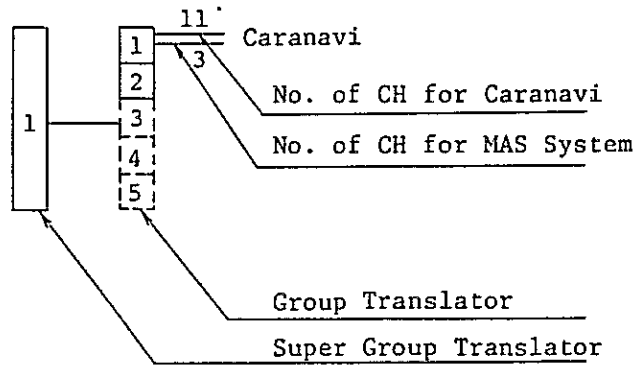 11
1
Caranavi
3
2
No. of CH for Caranavi
1
3
No. of CH for MAS System
4
5
Group Translator
Super Group Translator